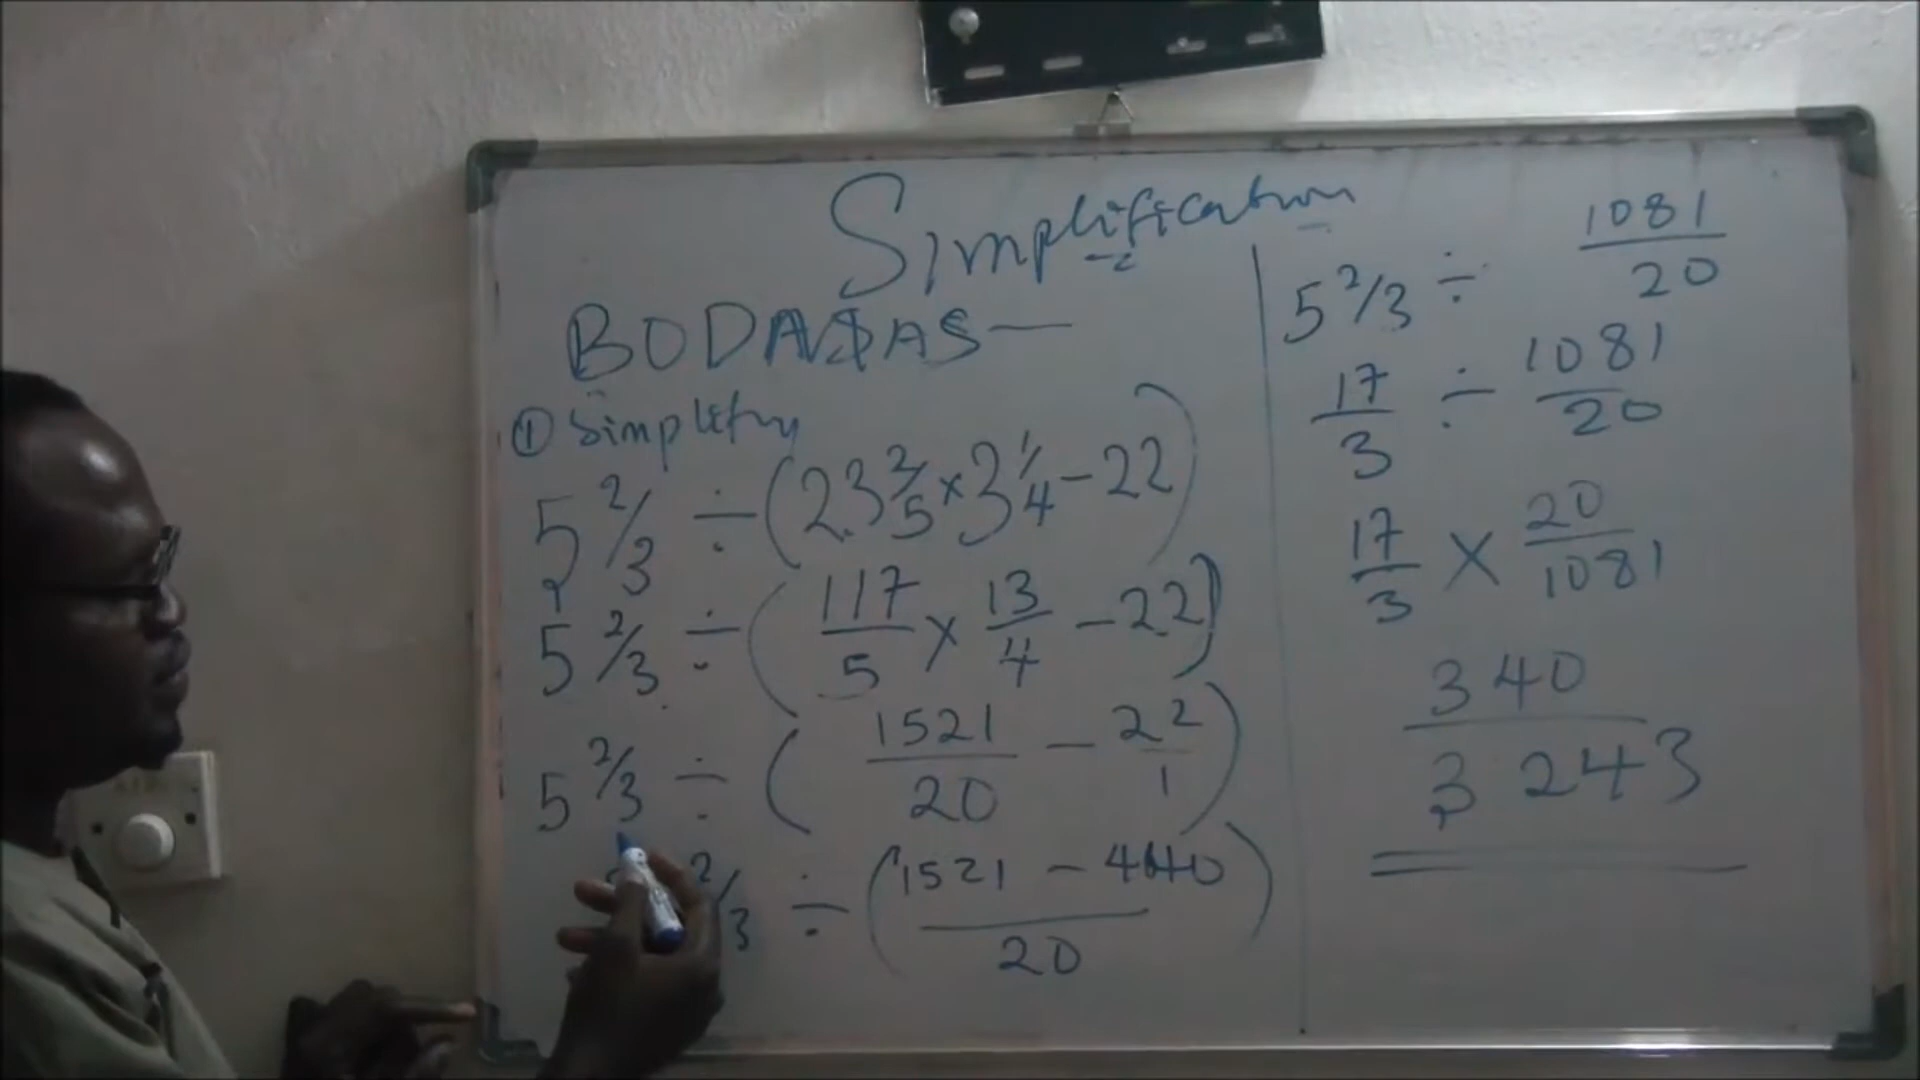 Simplification
BODMAS —
① Simplify
5 2/3 ÷ (23 2/5 × 3 1/4 - 22)
5 2/3 ÷ (117/5 × 13/4 - 22)
5 2/3 ÷ (1521/20 - 22/1)
2/3 ÷ (1521 - 440/20)
5 2/3 ÷ 1081/20
17/3 ÷ 1081/20
17/3 × 20/1081
340/3243